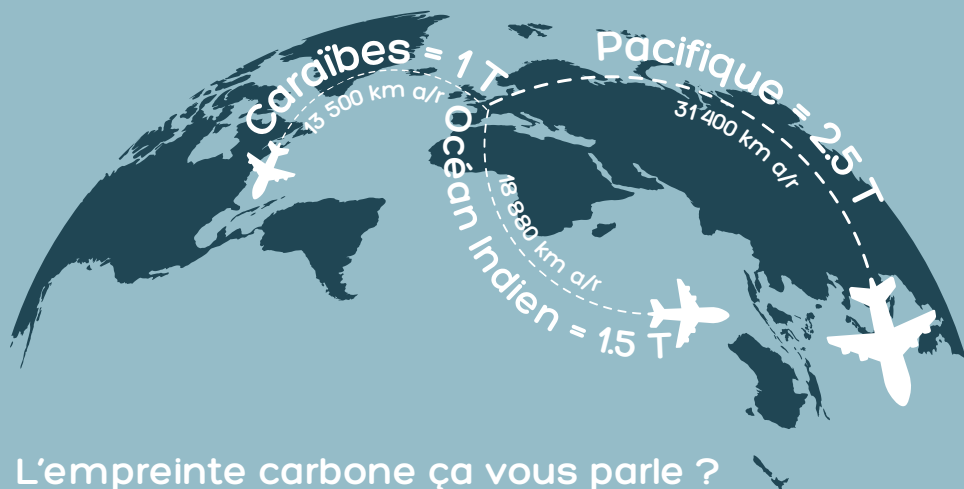 Caraïbes = 1 T
13 500 km a/r
Pacifique = 2.5 T
31 400 km a/r
Océan Indien = 1.5 T
18 880 km a/r
L'empreinte carbone ça vous parle ?